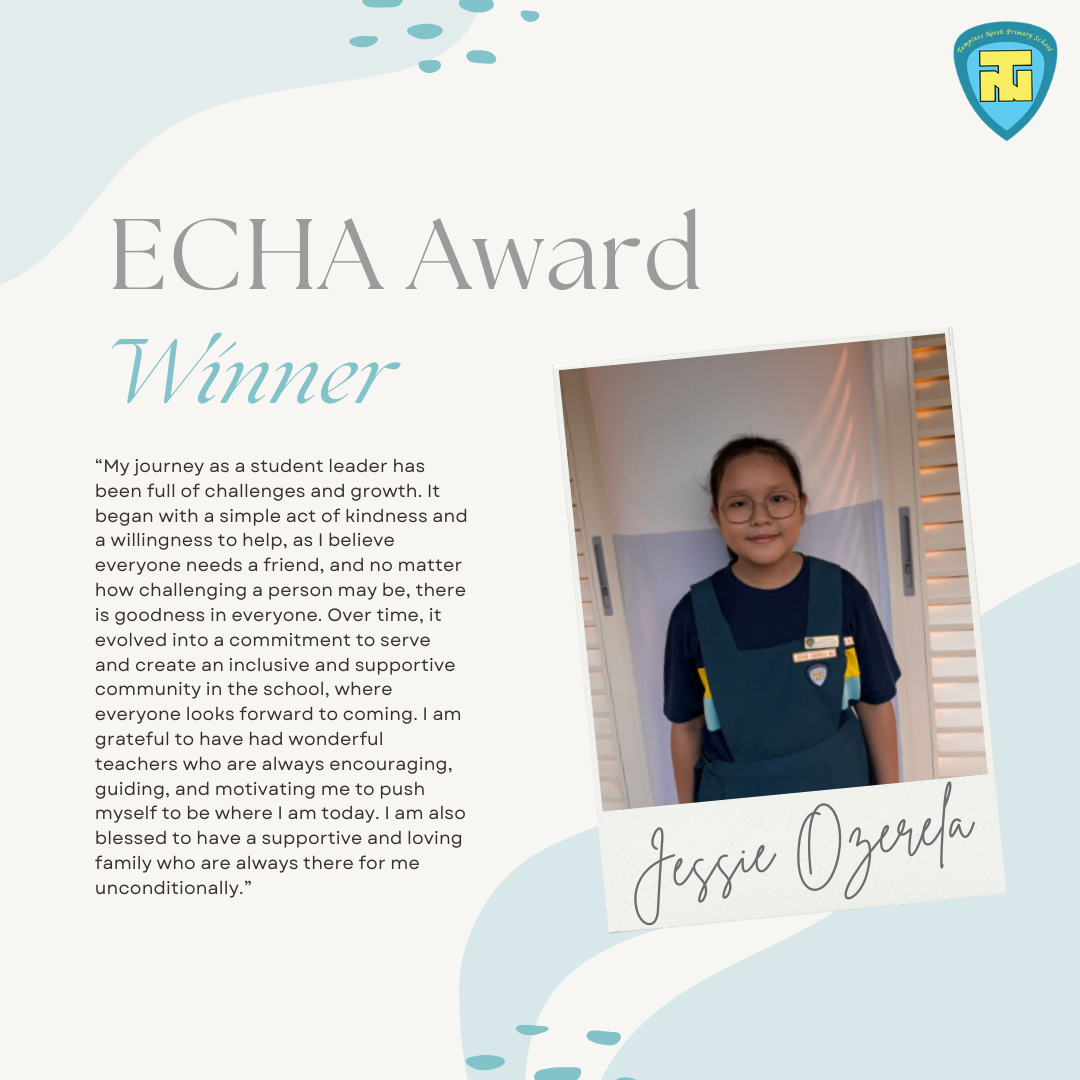 Tampines North Primary School
TN
ECHA Award
Winner
“My journey as a student leader has
been full of challenges and growth. It
began with a simple act of kindness and
a willingness to help, as I believe
everyone needs a friend, and no matter
how challenging a person may be, there
is goodness in everyone. Over time, it
evolved into a commitment to serve
and create an inclusive and supportive
community in the school, where
everyone looks forward to coming. I am
grateful to have had wonderful
teachers who are always encouraging,
guiding, and motivating me to push
myself to be where I am today. I am also
blessed to have a supportive and loving
family who are always there for me
unconditionally.”
Jessie Ozerela